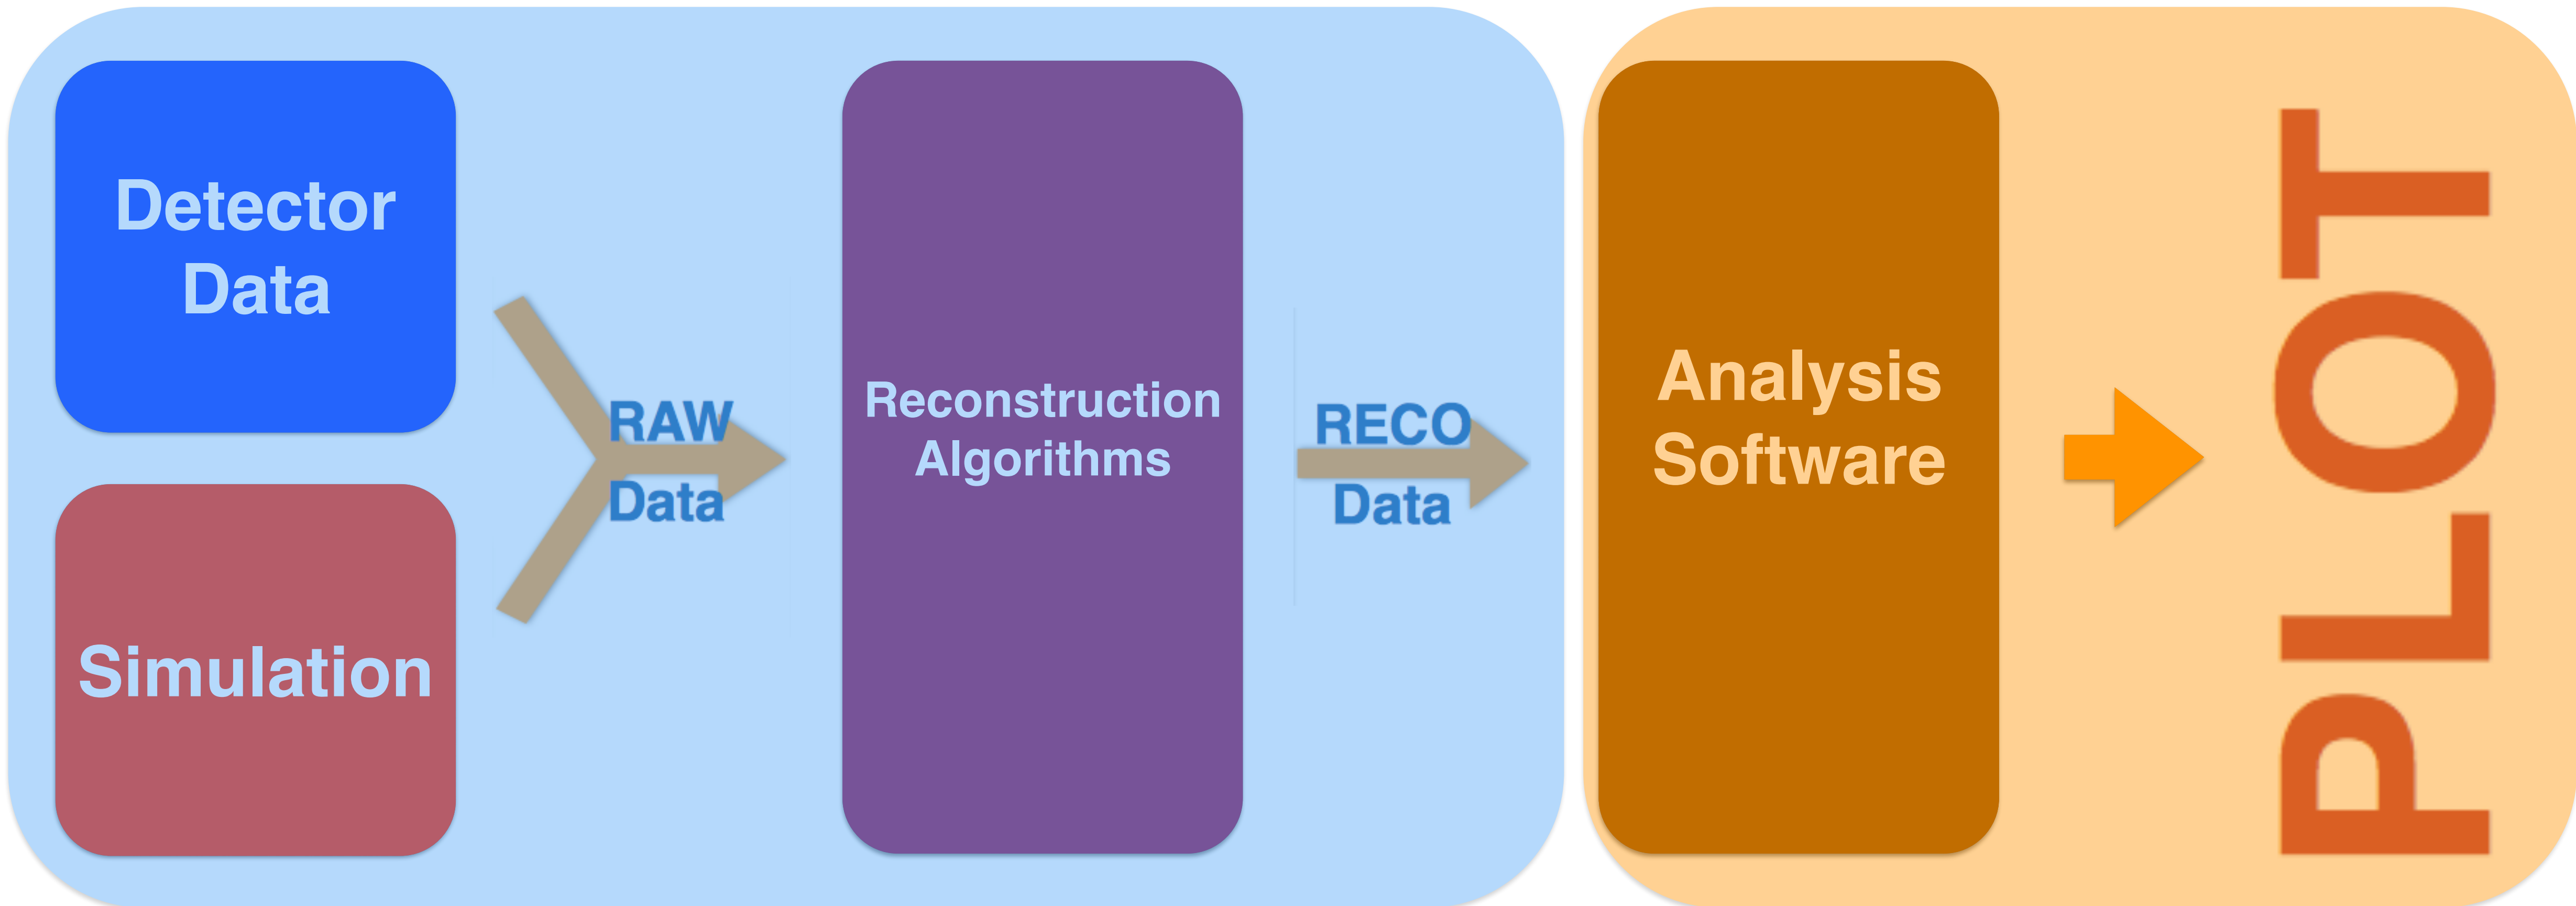 Detector
Data
Simulation
RAW
Data
Reconstruction
Algorithms
RECO
Data
Analysis
Software
PLOT